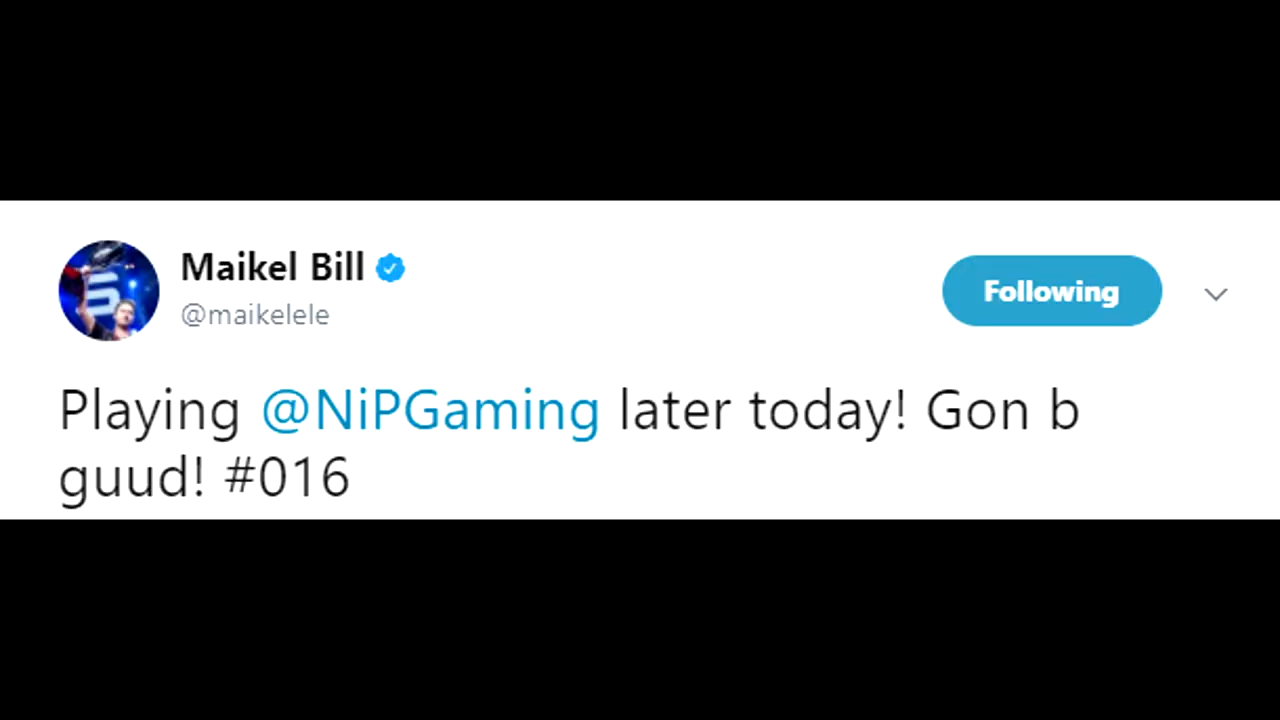 Maikel Bill
@maikelele
Following
Playing @NiPGaming later today! Gon b
guud! #016